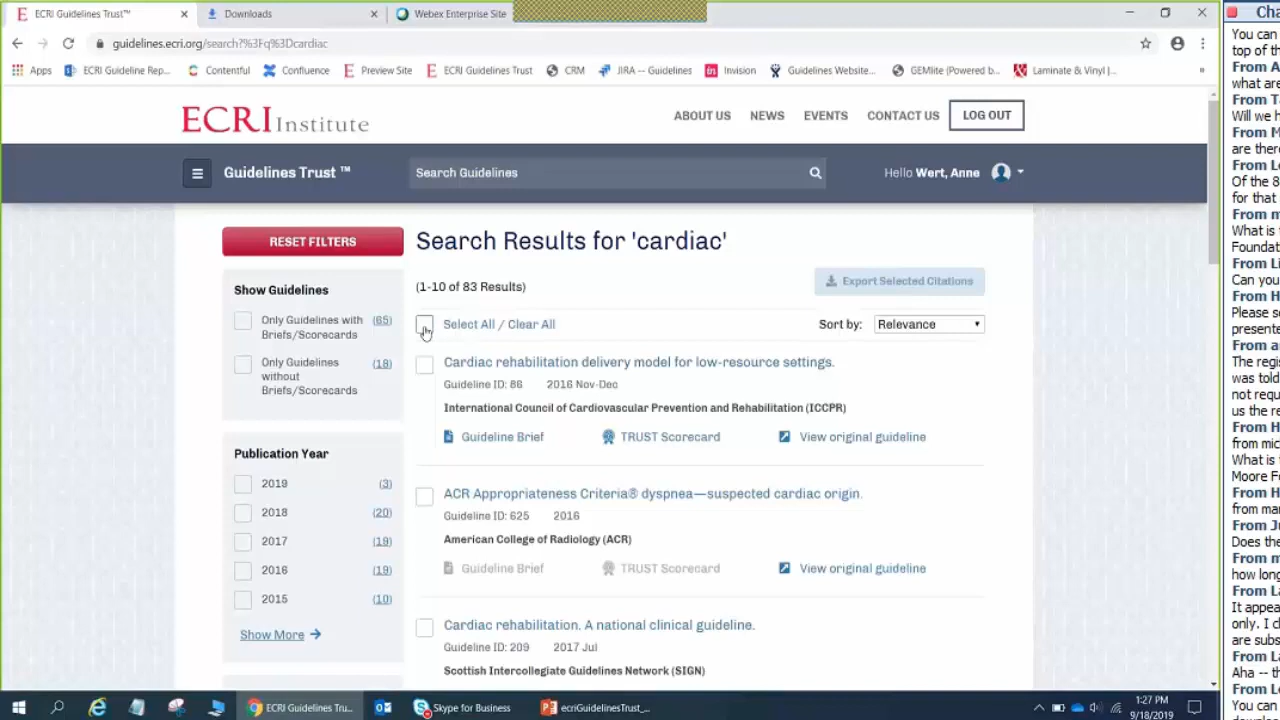 ECRI Guidelines Trust™
Downloads
Webex Enterprise Site
guidelines.ecri.org/search?%3Fq%3Dcardiac
Apps
ECRI Guideline Rep...
Contentful
Confluence
Preview Site
ECRI Guidelines Trust
CRM
JIRA -- Guidelines
Invision
Guidelines Website...
GEMlite (Powered b...
Laminate & Vinyl |...
»
ECRI Institute
ABOUT US
NEWS
EVENTS
CONTACT US
LOG OUT
Guidelines Trust ™
Search Guidelines
Hello Wert, Anne
RESET FILTERS
Show Guidelines
Only Guidelines with
Briefs/Scorecards
(65)
Only Guidelines
without
Briefs/Scorecards
(18)
Publication Year
2019 (3)
2018 (20)
2017 (19)
2016 (19)
2015 (10)
Show More
Search Results for 'cardiac'
(1-10 of 83 Results)
Export Selected Citations
Select All / Clear All
Sort by: Relevance
Cardiac rehabilitation delivery model for low-resource settings.
Guideline ID: 86 2016 Nov-Dec
International Council of Cardiovascular Prevention and Rehabilitation (ICCPR)
Guideline Brief TRUST Scorecard View original guideline
ACR Appropriateness Criteria® dyspnea—suspected cardiac origin.
Guideline ID: 625 2016
American College of Radiology (ACR)
Guideline Brief TRUST Scorecard View original guideline
Cardiac rehabilitation. A national clinical guideline.
Guideline ID: 209 2017 Jul
Scottish Intercollegiate Guidelines Network (SIGN)
ECRI Guidelines Tru...
Skype for Business
ecriGuidelinesTrust_...
1:27 PM
9/18/2019
You can
top of th
From A
what are
From T
Will we h
From M
are there
From L
Of the 8
for that
From m
What is
Foundat
From Li
Can you
From H
Please s
presente
From a
The regi
was told
not requ
us the re
From H
from mic
What is
Moore F
From H
from mar
From Ju
Does the
From m
how long
From La
It appea
only. I c
are subs
From La
Aha -- th
From L
You can